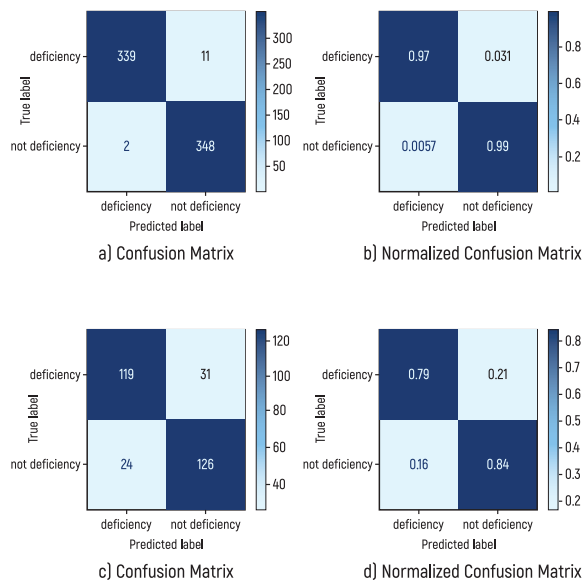 deficiency
339
11
True label
not deficiency
2
348
deficiency
not deficiency
Predicted label
300
250
200
150
100
50
a) Confusion Matrix
deficiency
0.97
0.031
True label
not deficiency
0.0057
0.99
deficiency
not deficiency
Predicted label
0.8
0.6
0.4
0.2
b) Normalized Confusion Matrix
deficiency
119
31
True label
not deficiency
24
126
deficiency
not deficiency
Predicted label
120
100
80
60
40
c) Confusion Matrix
deficiency
0.79
0.21
True label
not deficiency
0.16
0.84
deficiency
not deficiency
Predicted label
0.8
0.7
0.6
0.5
0.4
0.3
0.2
d) Normalized Confusion Matrix